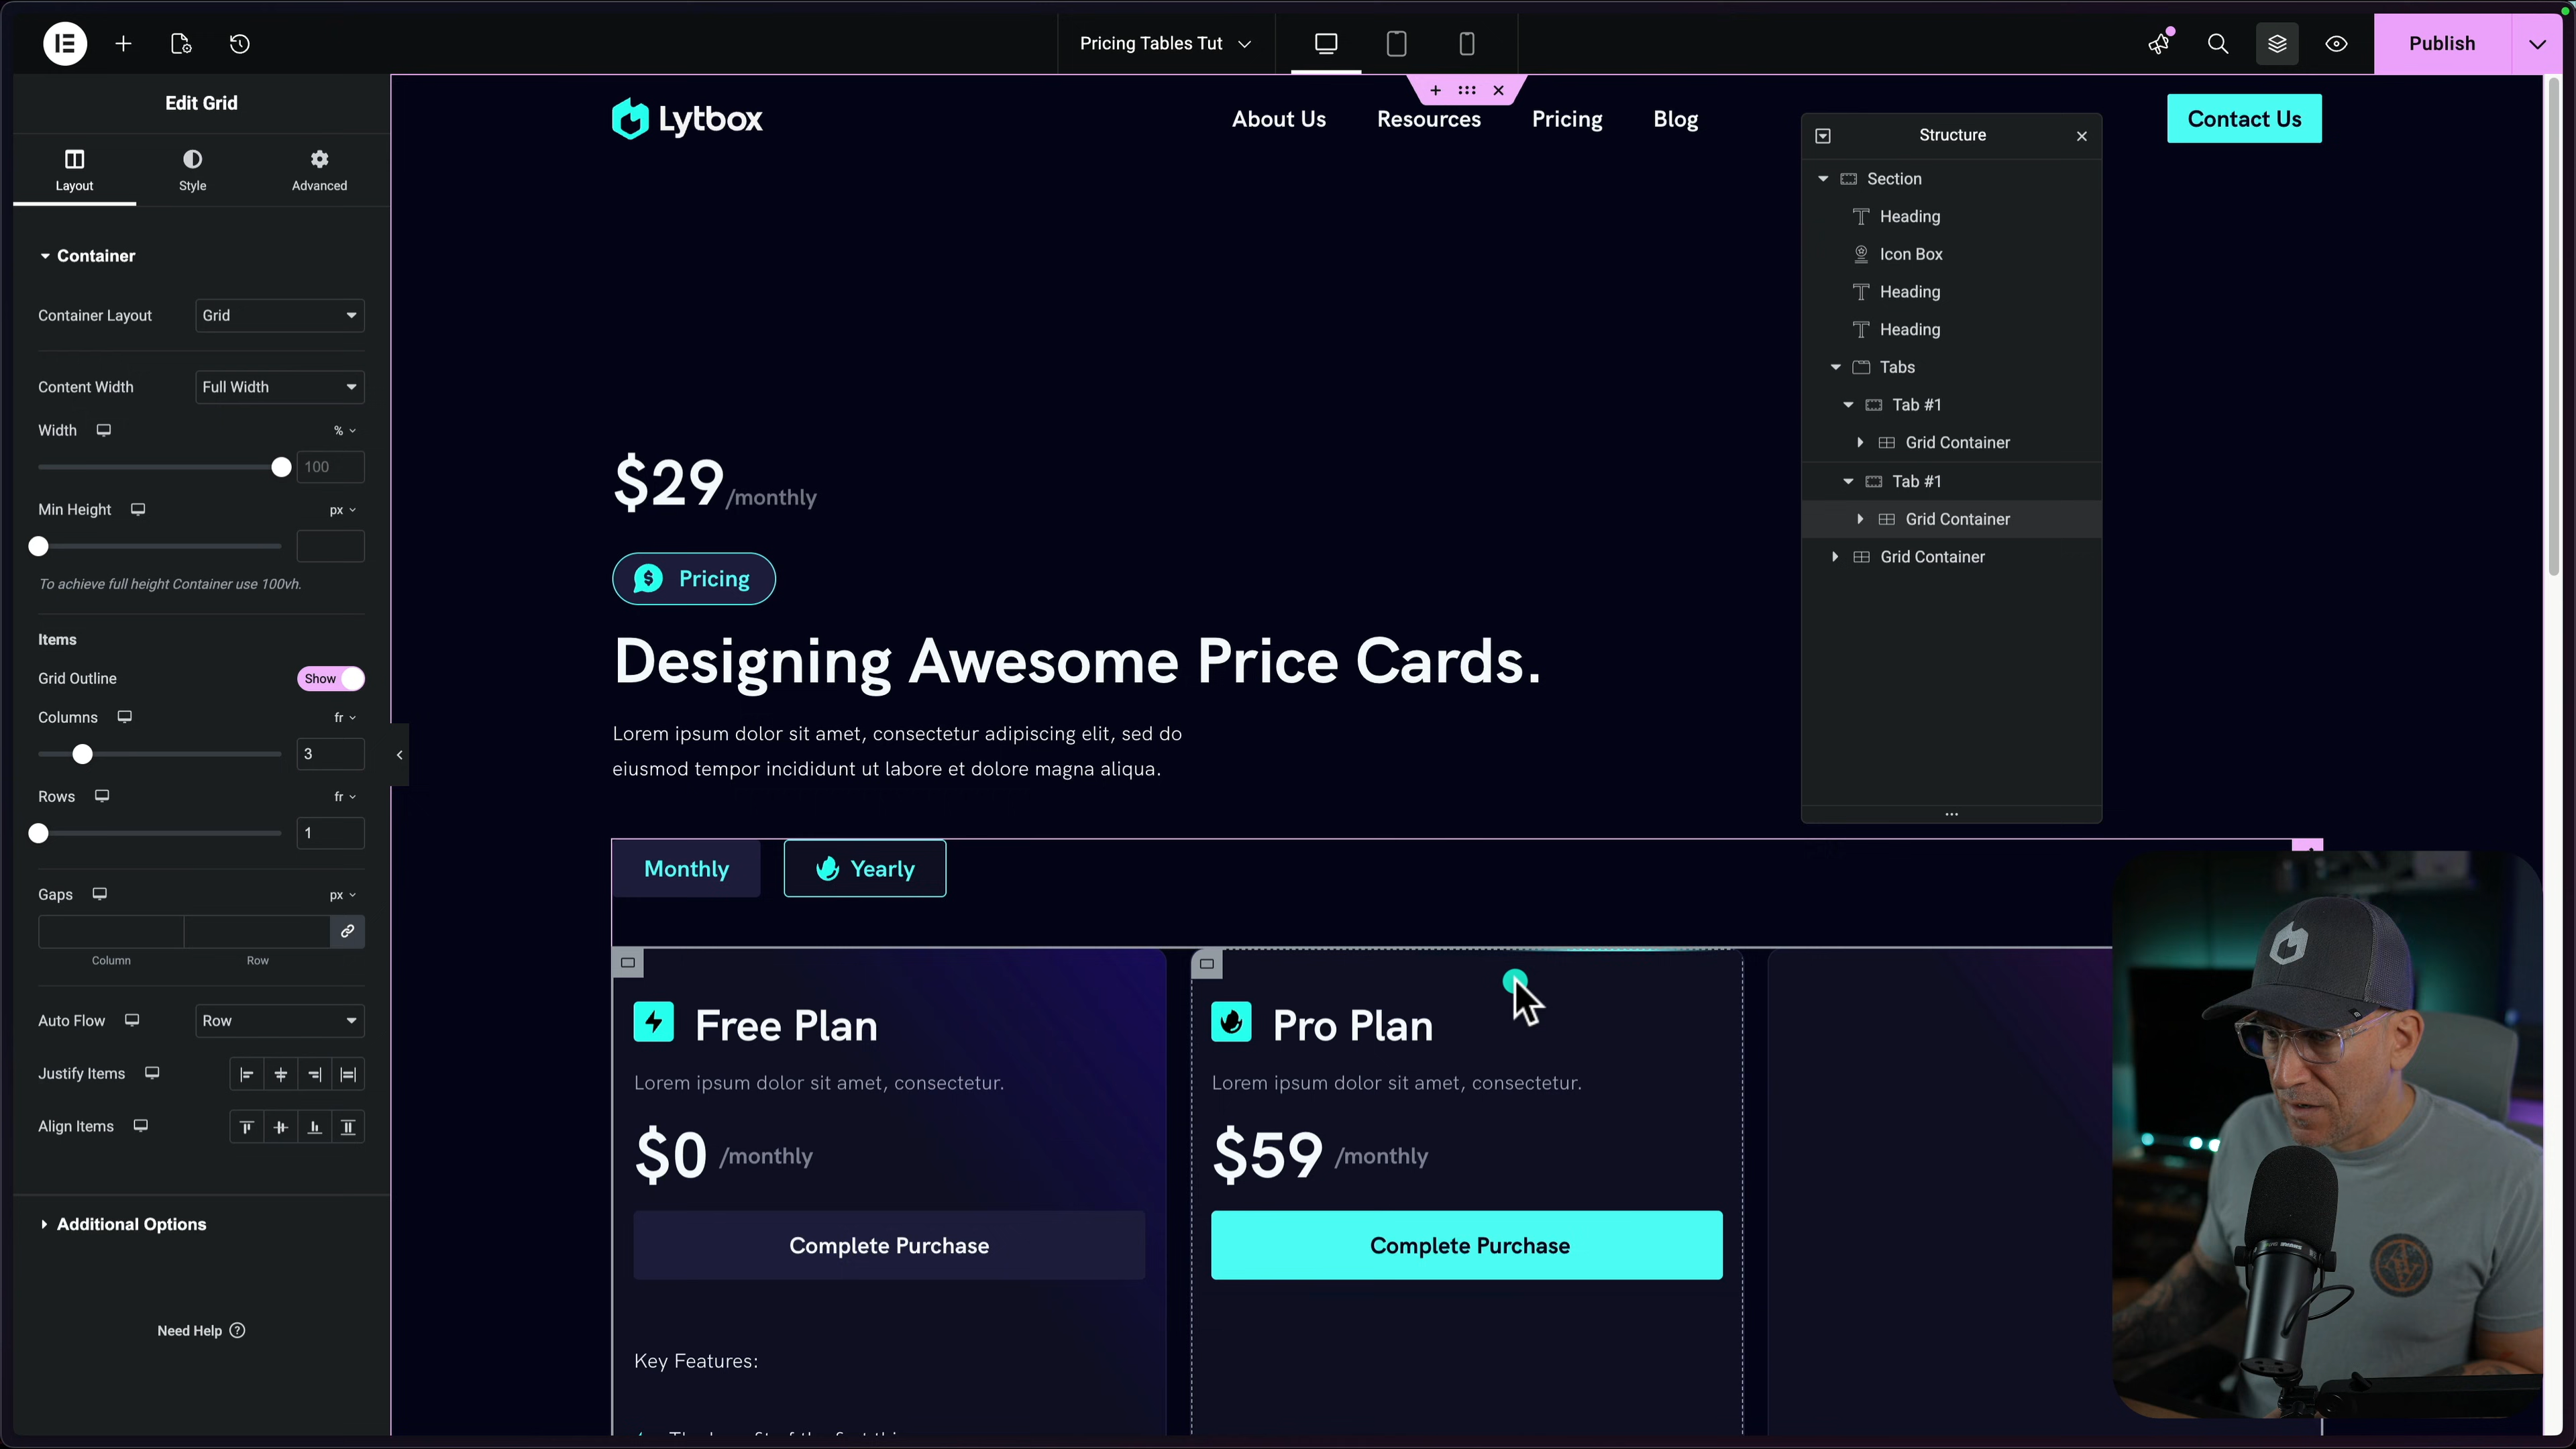 Pricing Tables Tut
Publish
Edit Grid
Layout
Style
Advanced
Container
Container Layout
Grid
Content Width
Full Width
Width
%
100
Min Height
px
To achieve full height Container use 100vh.
Items
Grid Outline
Show
Columns
fr
3
Rows
fr
1
Gaps
px
Column
Row
Auto Flow
Row
Justify Items
Align Items
Additional Options
Need Help
Lytbox
About Us
Resources
Pricing
Blog
Contact Us
Structure
Section
Heading
Icon Box
Heading
Heading
Tabs
Tab #1
Grid Container
Tab #1
Grid Container
Grid Container
$29 /monthly
Pricing
Designing Awesome Price Cards.
Lorem ipsum dolor sit amet, consectetur adipiscing elit, sed do
eiusmod tempor incididunt ut labore et dolore magna aliqua.
Monthly
Yearly
Free Plan
Lorem ipsum dolor sit amet, consectetur.
$0 /monthly
Complete Purchase
Key Features:
Pro Plan
Lorem ipsum dolor sit amet, consectetur.
$59 /monthly
Complete Purchase